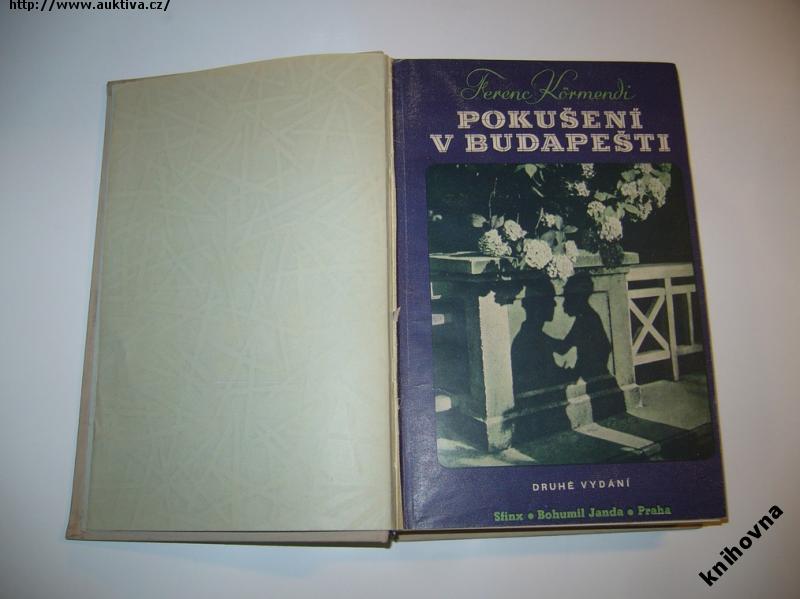 http://www.auktiva.cz/
Ferenc Körmendi
POKUŠENÍ
V BUDAPEŠTI
DRUHÉ VYDÁNÍ
Sfinx • Bohumil Janda • Praha
knihovna